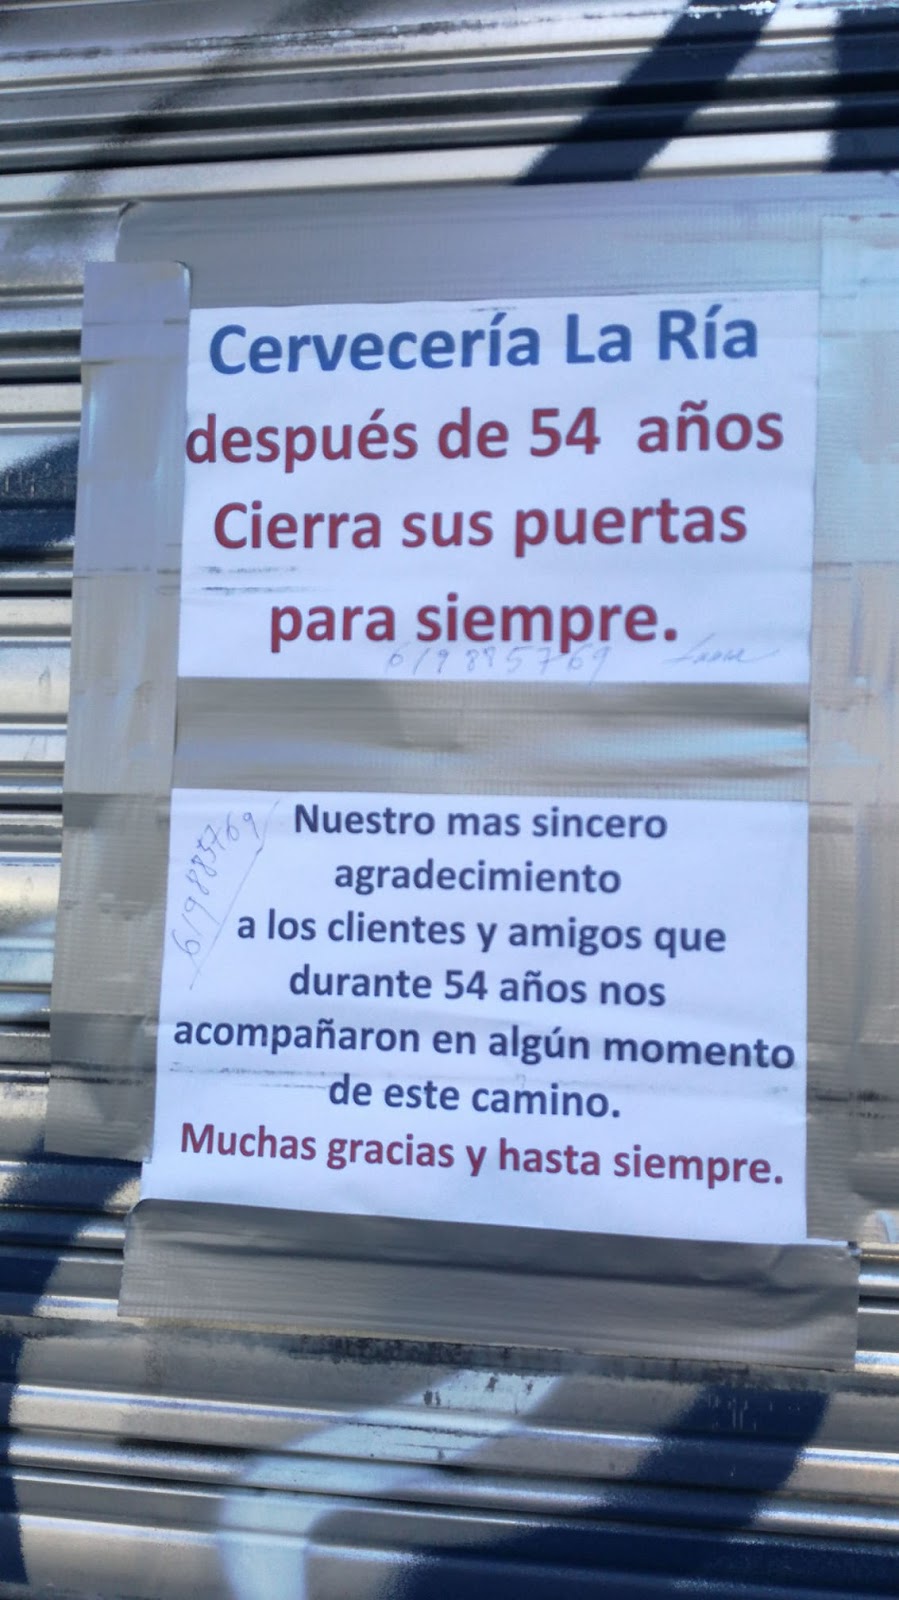 Cervecería La Ría
después de 54 años
Cierra sus puertas
para siempre.
619885769
Nuestro mas sincero
agradecimiento
a los clientes y amigos que
durante 54 años nos
acompañaron en algún momento
de este camino.
Muchas gracias y hasta siempre.
619885769